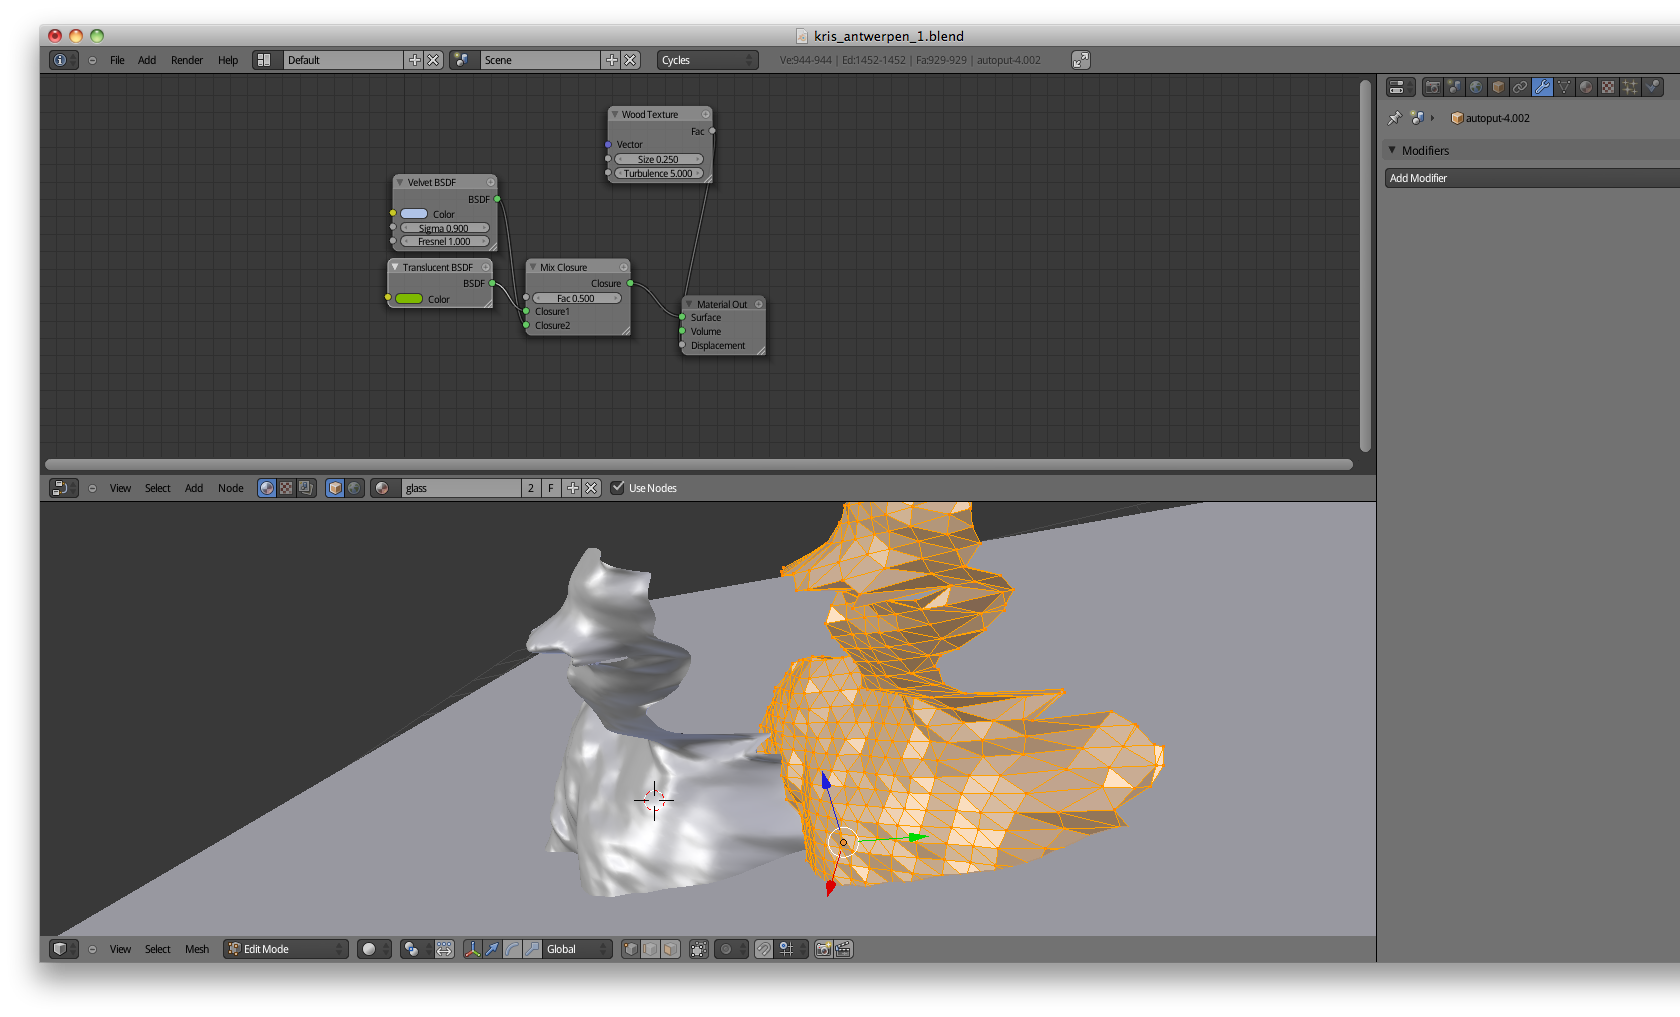 kris_antwerpen_1.blend
File Add Render Help Default Scene Cycles Ve:944-944 | Ed:1452-1452 | Fa:929-929 | autoput-4.002
autoput-4.002
Modifiers
Add Modifier
Wood Texture
Fac
Vector
Size 0.250
Turbulence 5.000
Velvet BSDF
BSDF
Color
Sigma 0.900
Fresnel 1.000
Translucent BSDF
BSDF
Color
Mix Closure
Closure
Fac 0.500
Closure1
Closure2
Material Out
Surface
Volume
Displacement
View Select Add Node glass 2 F Use Nodes
View Select Mesh Edit Mode Global